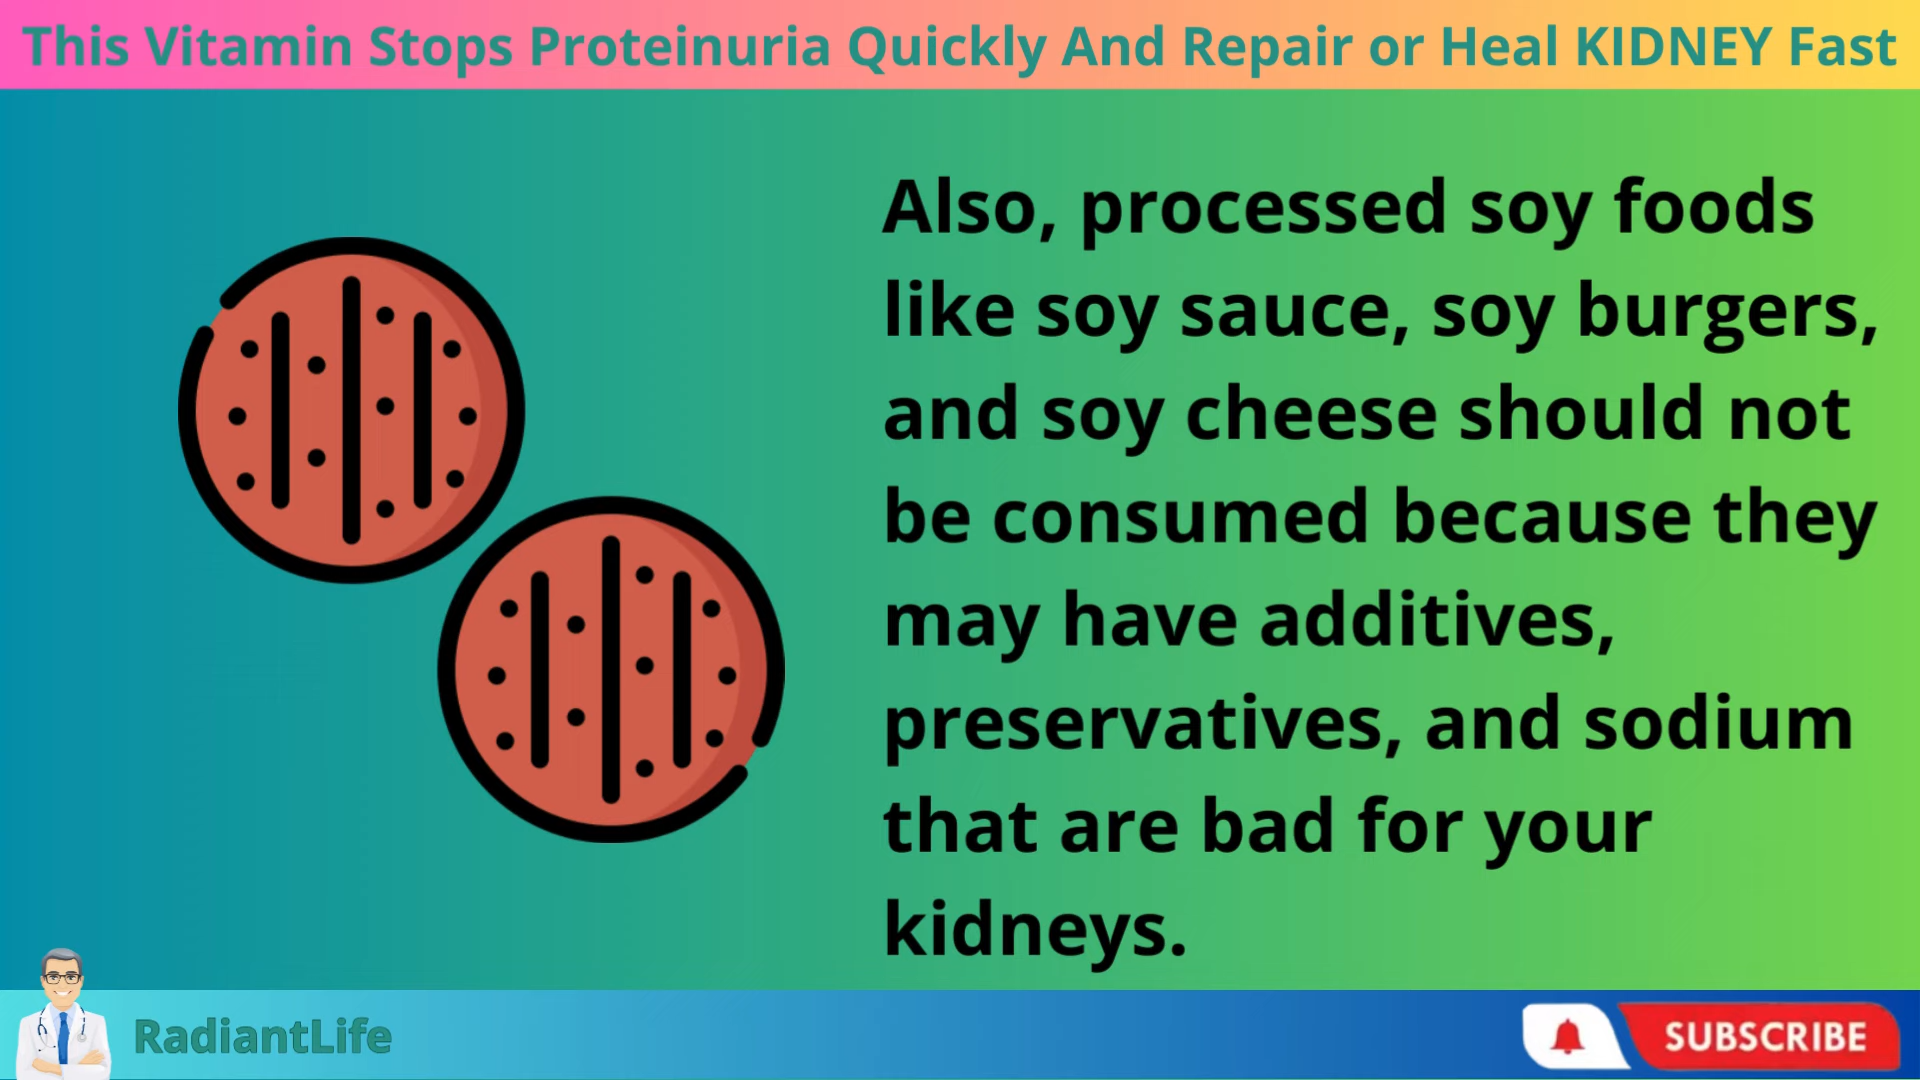 This Vitamin Stops Proteinuria Quickly And Repair or Heal KIDNEY Fast
Also, processed soy foods
like soy sauce, soy burgers,
and soy cheese should not
be consumed because they
may have additives,
preservatives, and sodium
that are bad for your
kidneys.
RadiantLife
SUBSCRIBE